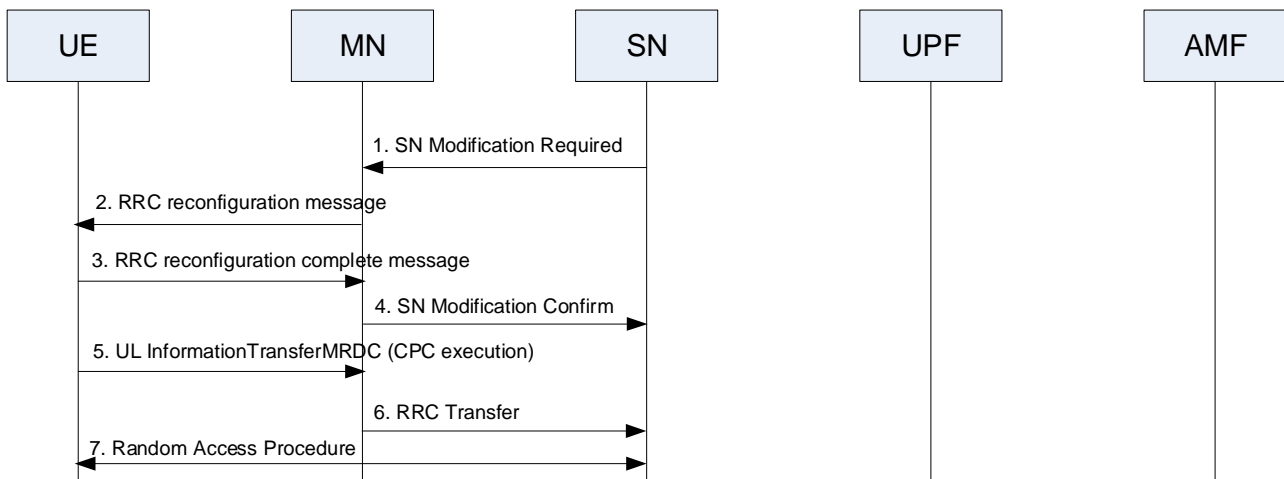 UE
MN
SN
UPF
AMF
1. SN Modification Required
2. RRC reconfiguration message
3. RRC reconfiguration complete message
4. SN Modification Confirm
5. UL InformationTransferMRDC (CPC execution)
6. RRC Transfer
7. Random Access Procedure